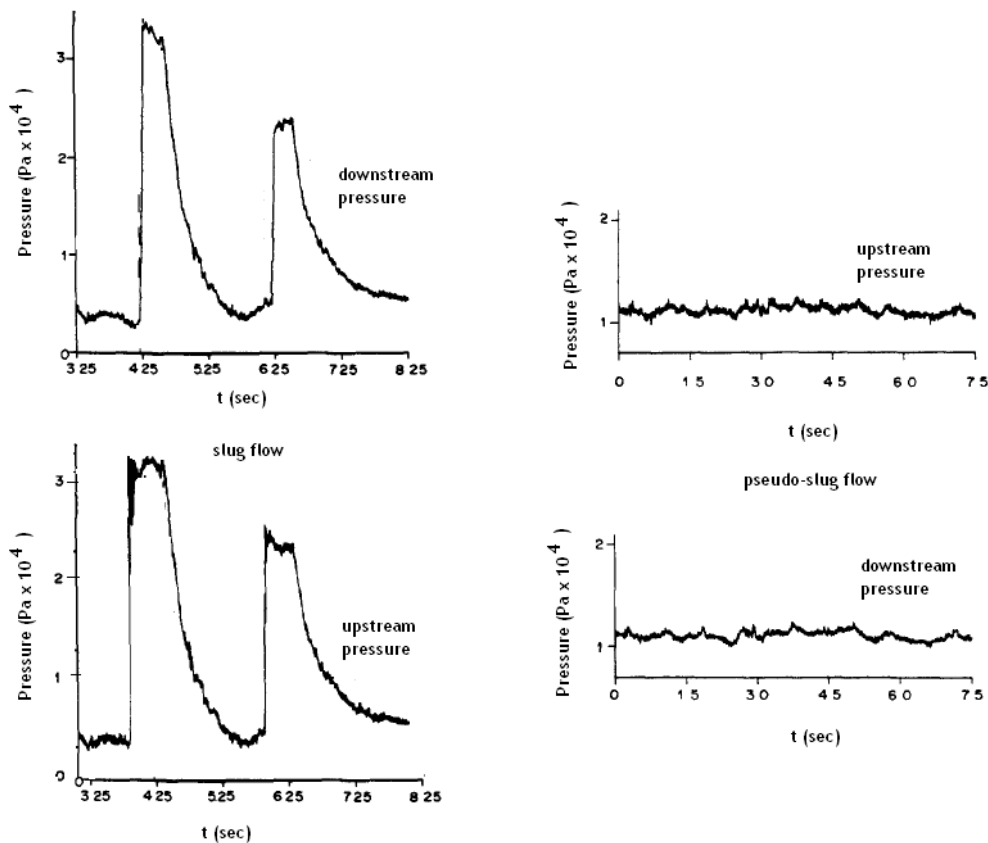 Pressure (Pa x 10⁴)
3
2
1
0
downstream
pressure
3 25 4 25 5 25 6 25 7 25 8 25
t (sec)
slug flow
Pressure (Pa x 10⁴)
3
2
1
0
upstream
pressure
0 3 25 4 25 5 25 6 25 7 25 8 25
t (sec)
Pressure (Pa x 10⁴)
2
1
upstream
pressure
0 1 5 3 0 4 5 6 0 7 5
t (sec)
pseudo-slug flow
Pressure (Pa x 10⁴)
2
1
downstream
pressure
0 1 5 3 0 4 5 6 0 7 5
t (sec)